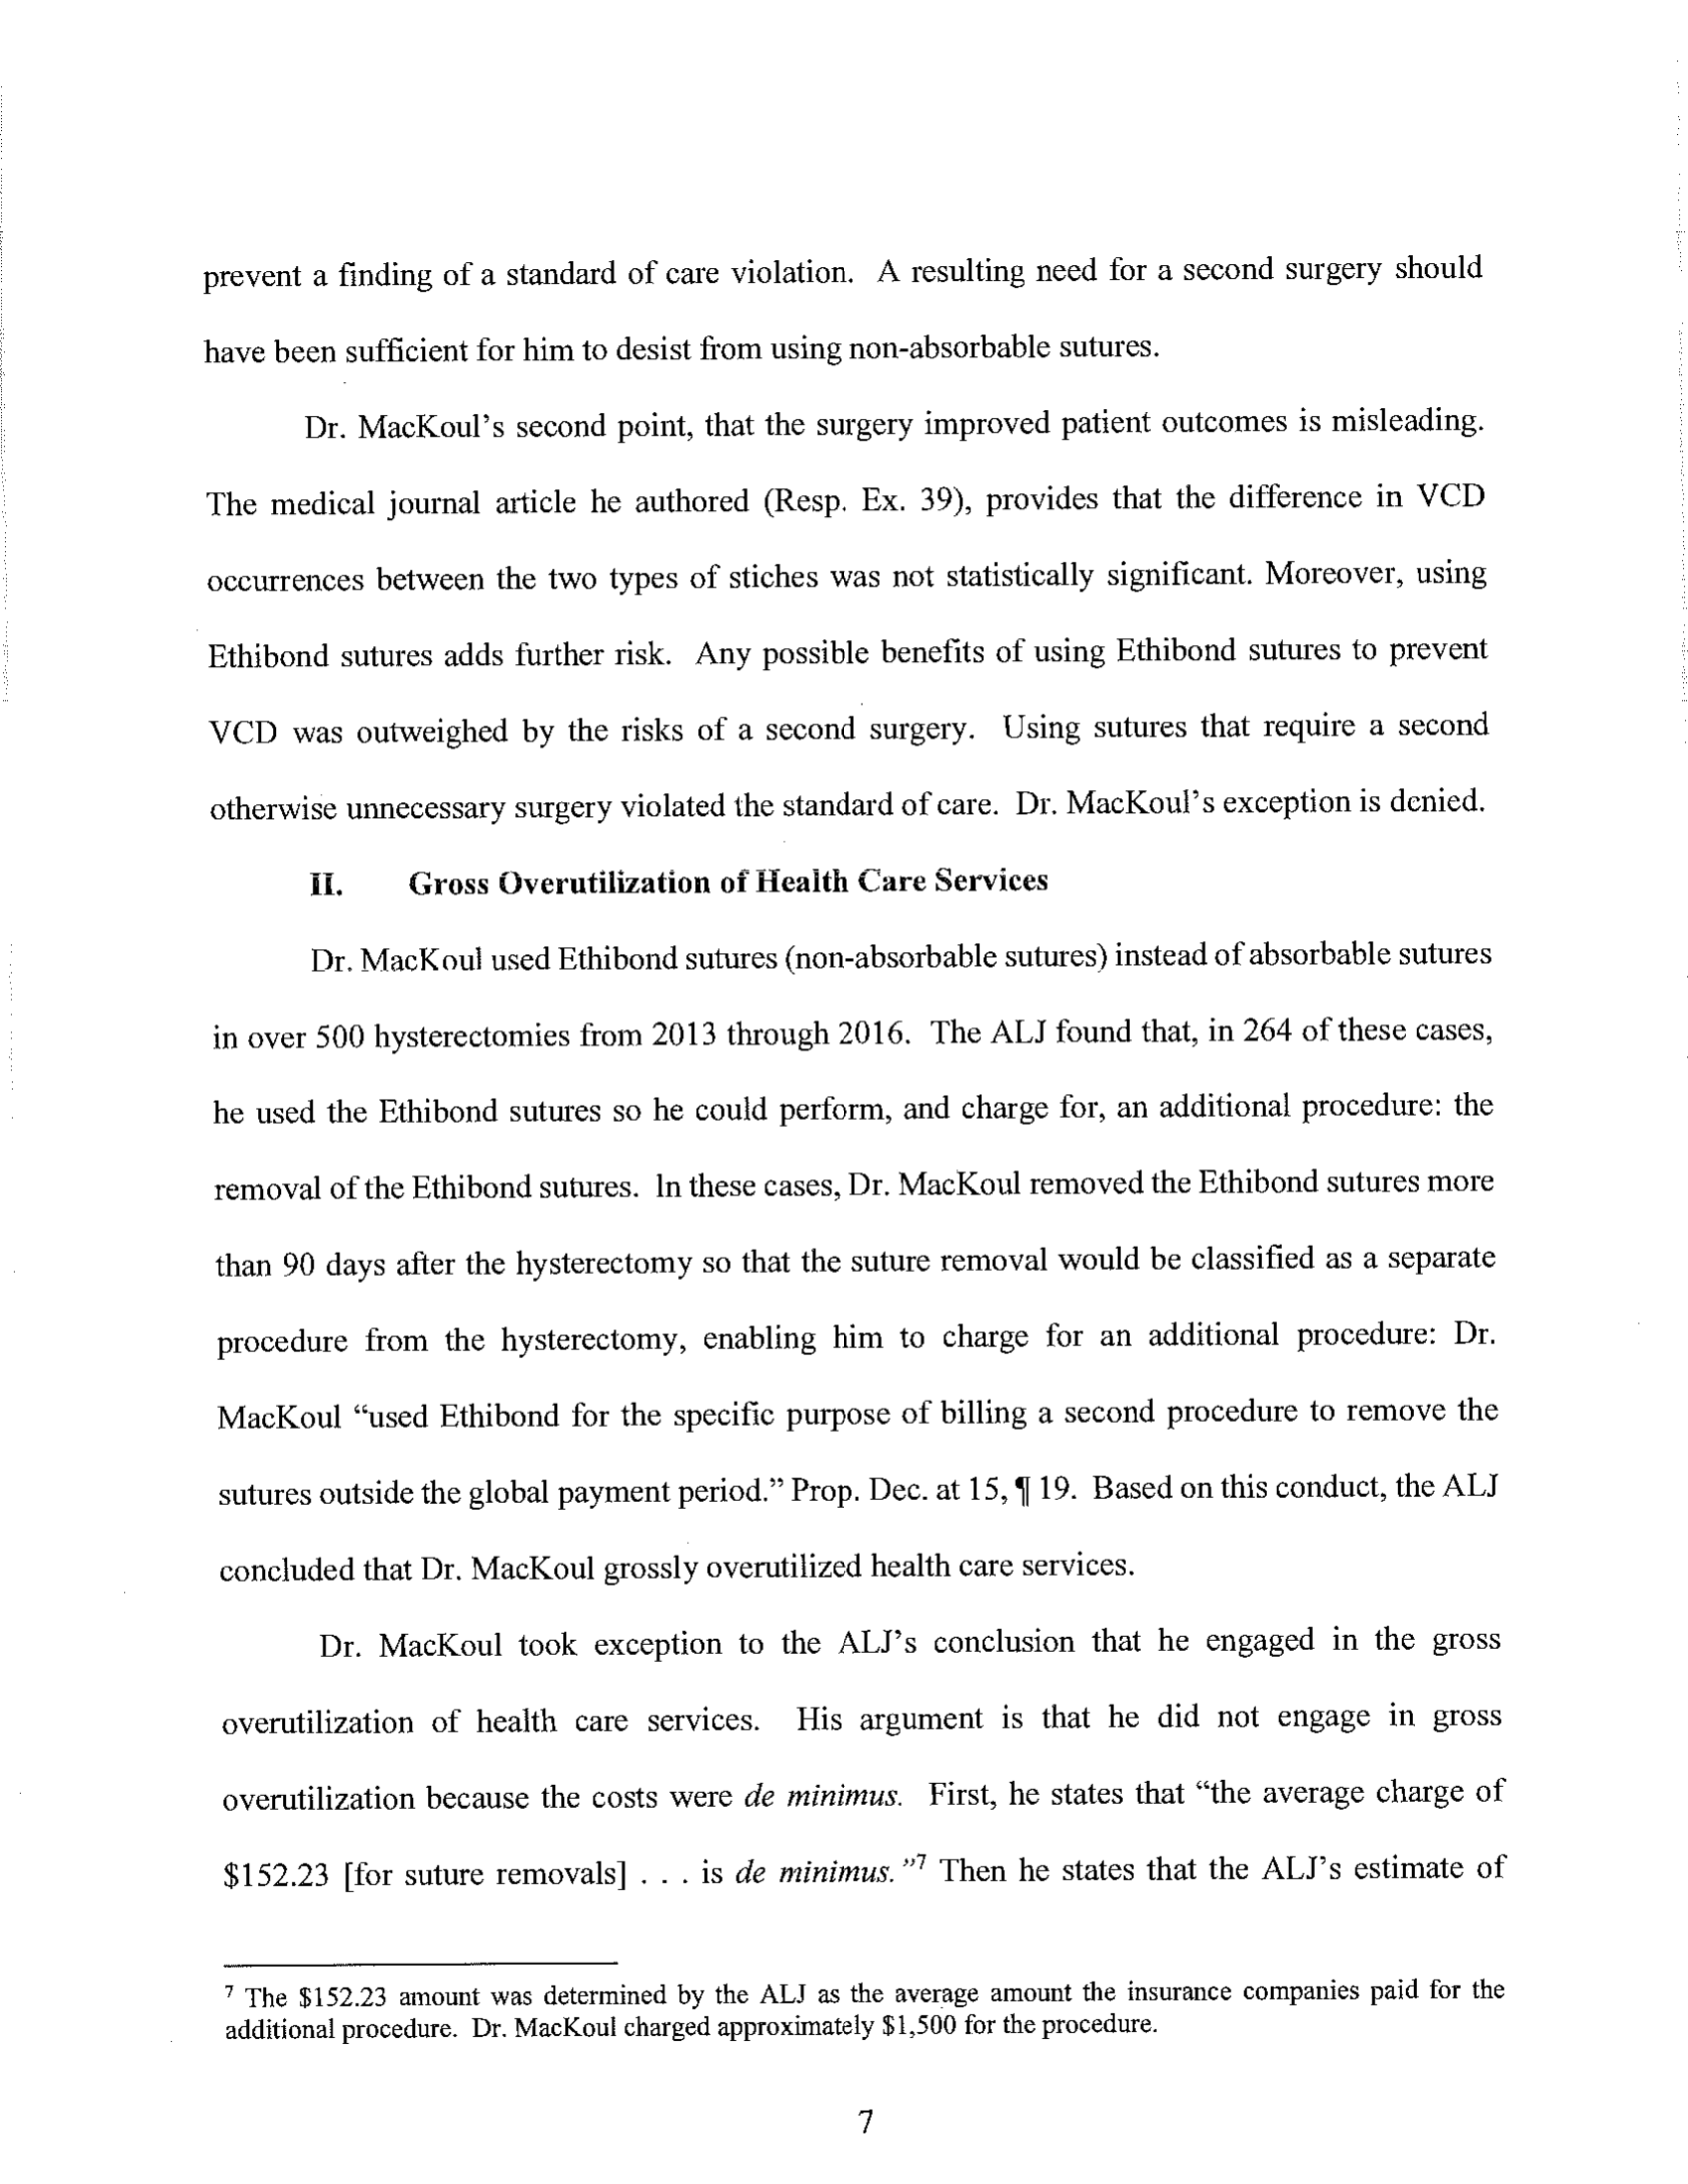 prevent a finding of a standard of care violation. A resulting need for a second surgery should
have been sufficient for him to desist from using non-absorbable sutures.
Dr. MacKoul's second point, that the surgery improved patient outcomes is misleading.
The medical journal article he authored (Resp. Ex. 39), provides that the difference in VCD
occurrences between the two types of stiches was not statistically significant. Moreover, using
Ethibond sutures adds further risk. Any possible benefits of using Ethibond sutures to prevent
VCD was outweighed by the risks of a second surgery. Using sutures that require a second
otherwise unnecessary surgery violated the standard of care. Dr. MacKoul's exception is denied.
II. Gross Overutilization of Health Care Services
Dr. MacKoul used Ethibond sutures (non-absorbable sutures) instead of absorbable sutures
in over 500 hysterectomies from 2013 through 2016. The ALJ found that, in 264 of these cases,
he used the Ethibond sutures so he could perform, and charge for, an additional procedure: the
removal of the Ethibond sutures. In these cases, Dr. MacKoul removed the Ethibond sutures more
than 90 days after the hysterectomy so that the suture removal would be classified as a separate
procedure from the hysterectomy, enabling him to charge for an additional procedure: Dr.
MacKoul “used Ethibond for the specific purpose of billing a second procedure to remove the
sutures outside the global payment period.” Prop. Dec. at 15, ¶ 19. Based on this conduct, the ALJ
concluded that Dr. MacKoul grossly overutilized health care services.
Dr. MacKoul took exception to the ALJ's conclusion that he engaged in the gross
overutilization of health care services. His argument is that he did not engage in gross
overutilization because the costs were de minimus. First, he states that “the average charge of
$152.23 [for suture removals] . . . is de minimus.”7 Then he states that the ALJ's estimate of
7 The $152.23 amount was determined by the ALJ as the average amount the insurance companies paid for the
additional procedure. Dr. MacKoul charged approximately $1,500 for the procedure.
7